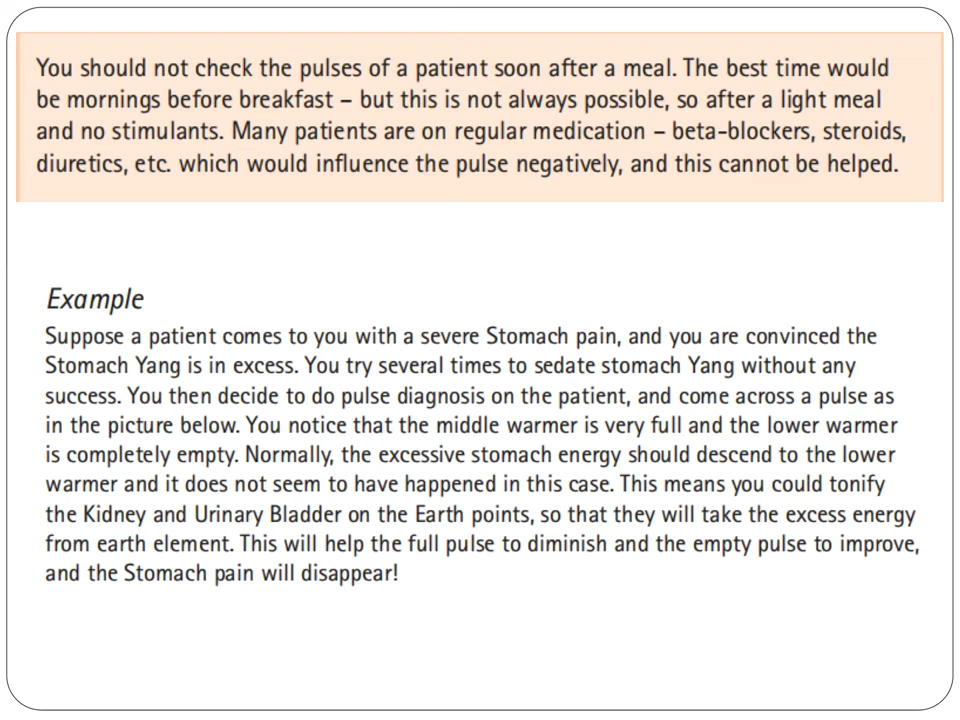 You should not check the pulses of a patient soon after a meal. The best time would
be mornings before breakfast – but this is not always possible, so after a light meal
and no stimulants. Many patients are on regular medication – beta-blockers, steroids,
diuretics, etc. which would influence the pulse negatively, and this cannot be helped.
Example
Suppose a patient comes to you with a severe Stomach pain, and you are convinced the
Stomach Yang is in excess. You try several times to sedate stomach Yang without any
success. You then decide to do pulse diagnosis on the patient, and come across a pulse as
in the picture below. You notice that the middle warmer is very full and the lower warmer
is completely empty. Normally, the excessive stomach energy should descend to the lower
warmer and it does not seem to have happened in this case. This means you could tonify
the Kidney and Urinary Bladder on the Earth points, so that they will take the excess energy
from earth element. This will help the full pulse to diminish and the empty pulse to improve,
and the Stomach pain will disappear!